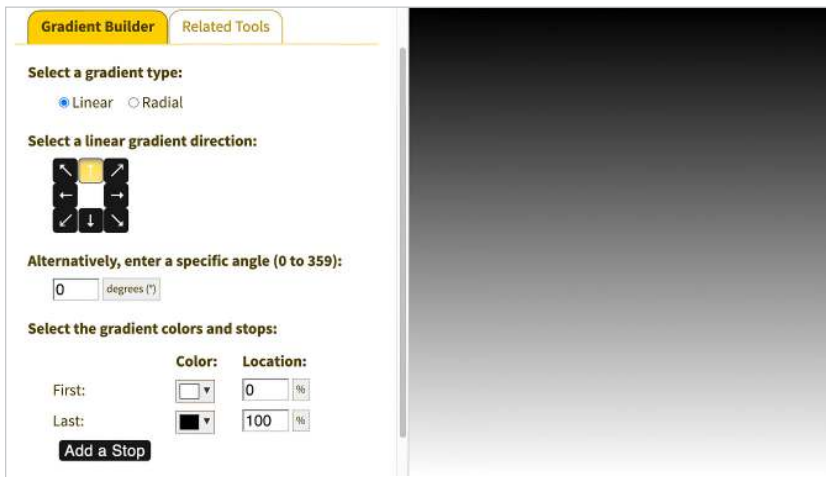 Gradient Builder Related Tools
Select a gradient type:
Linear Radial
Select a linear gradient direction:
↖ ↑ ↗
← →
↙ ↓ ↘
Alternatively, enter a specific angle (0 to 359):
0 degrees (°)
Select the gradient colors and stops:
Color: Location:
First: 0 %
Last: 100 %
Add a Stop